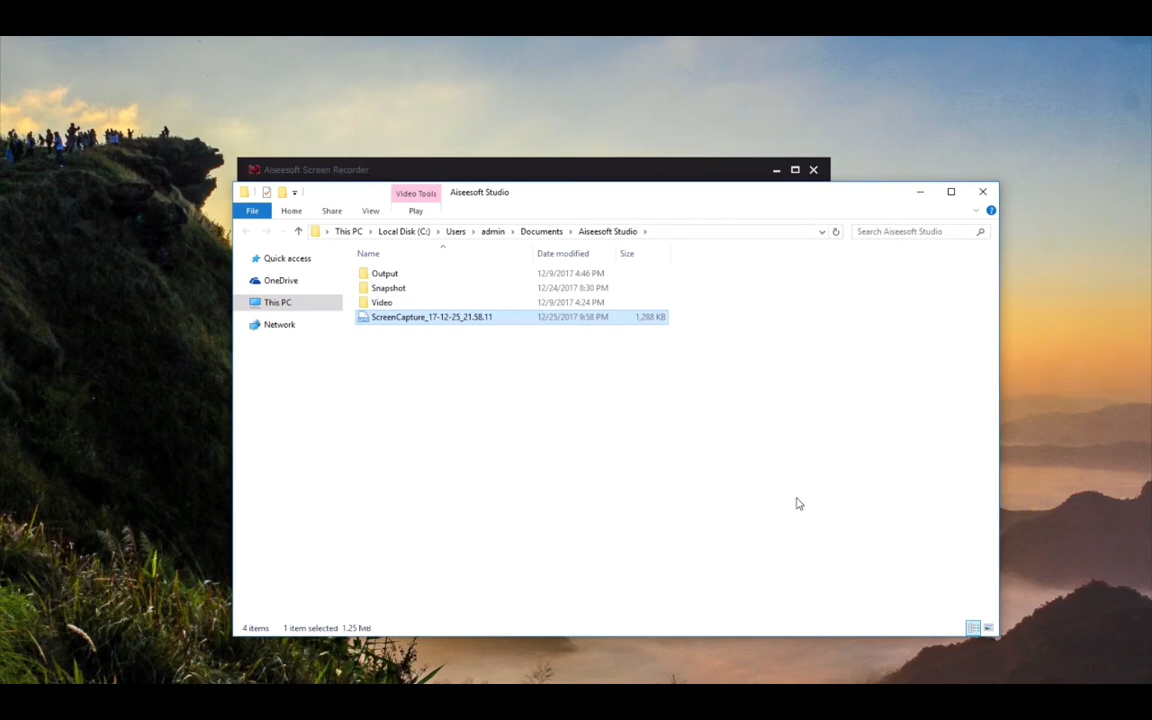 Aiseesoft Screen Recorder
Video Tools Aiseesoft Studio
File Home Share View Play
This PC Local Disk (C:) Users admin Documents Aiseesoft Studio Search Aiseesoft Studio
Name Date modified Size
Quick access
OneDrive
This PC
Network
Output 12/9/2017 4:46 PM
Snapshot 12/24/2017 8:30 PM
Video 12/9/2017 4:24 PM
ScreenCapture_17-12-25_21.58.11 12/25/2017 9:58 PM 1,288 KB
4 items 1 item selected 1.25 MB